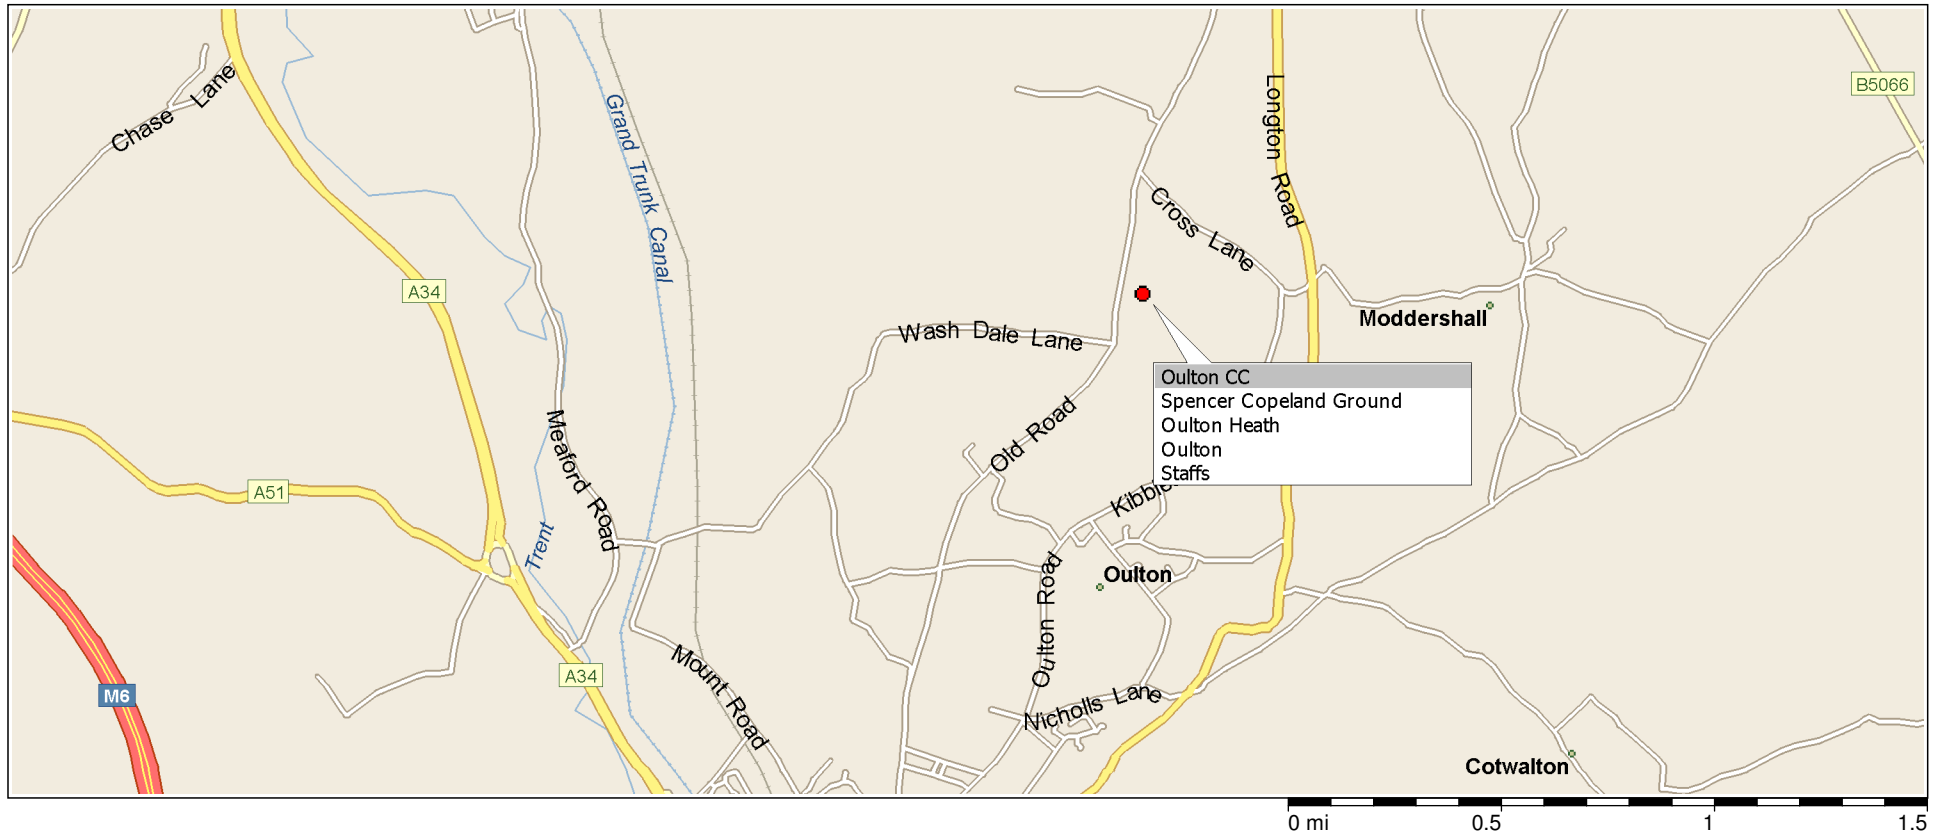 Chase Lane
Grand Trunk Canal
Longton Road
B5066
Cross Lane
A34
Moddershall
Wash Dale Lane
Oulton CC
Spencer Copeland Ground
Oulton Heath
Oulton
Staffs
Old Road
Meaford Road
A51
Trent
Oulton Road
Oulton
M6
A34
Mount Road
Nicholls Lane
Cotwalton
0 mi 0.5 1 1.5